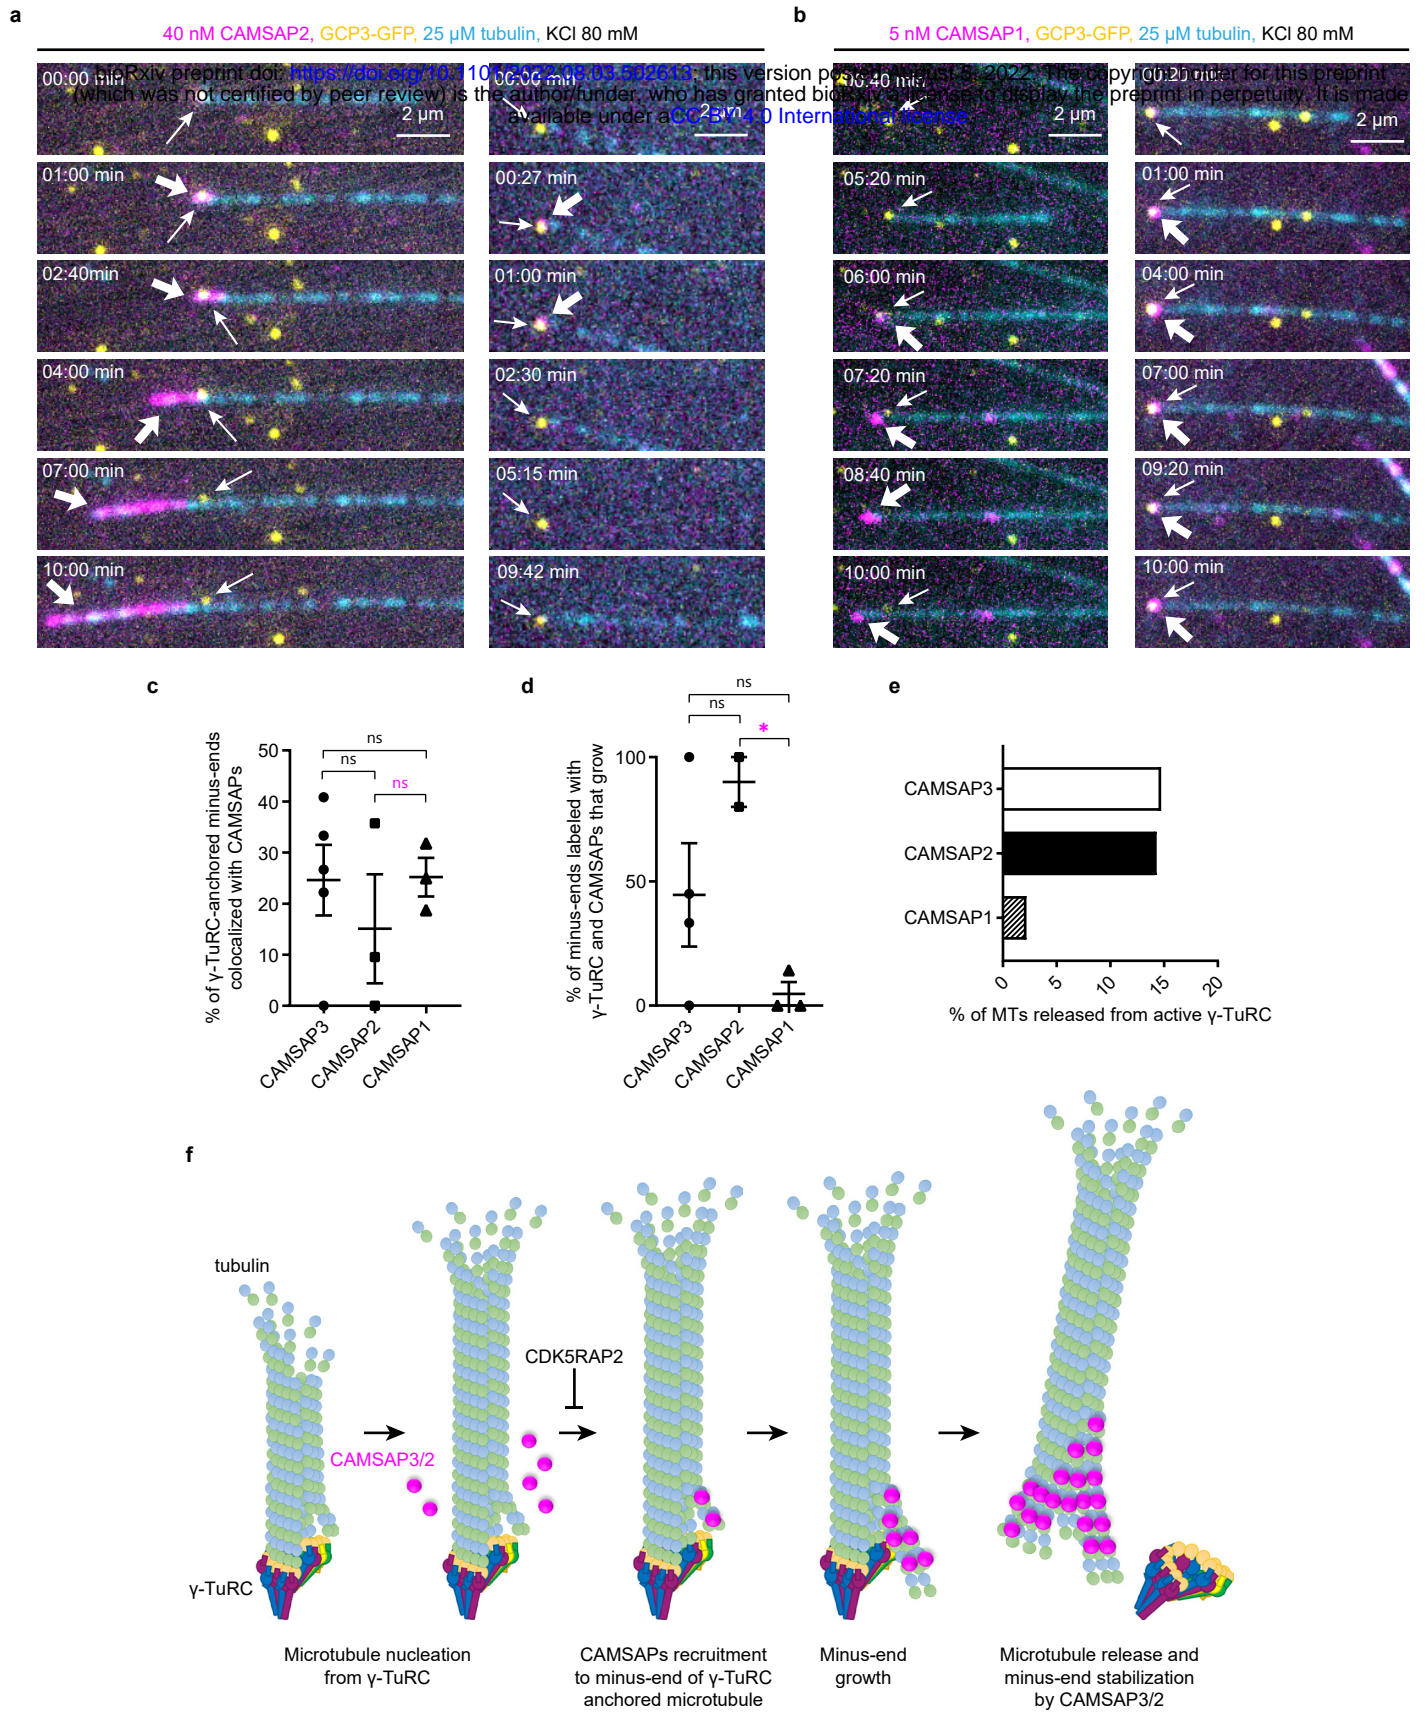 a
40 nM CAMSAP2, GCP3-GFP, 25 µM tubulin, KCl 80 mM
b
5 nM CAMSAP1, GCP3-GFP, 25 µM tubulin, KCl 80 mM
bioRxiv preprint doi: https://doi.org/10.1101/2022.08.03.502613; this version posted August 3, 2022. The copyright holder for this preprint
(which was not certified by peer review) is the author/funder, who has granted bioRxiv a license to display the preprint in perpetuity. It is made
available under aCC-BY 4.0 International license.
00:00 min
2 µm
01:00 min
02:40min
04:00 min
07:00 min
10:00 min
00:00 min
2 µm
00:27 min
01:00 min
02:30 min
05:15 min
09:42 min
00:40 min
2 µm
05:20 min
06:00 min
07:20 min
08:40 min
10:00 min
00:20 min
2 µm
01:00 min
04:00 min
07:00 min
09:20 min
10:00 min
c
% of γ-TuRC-anchored minus-ends
colocalized with CAMSAPs
50
40
30
20
10
0
ns
ns
ns
CAMSAP3
CAMSAP2
CAMSAP1
d
% of minus-ends labeled with
γ-TuRC and CAMSAPs that grow
100
50
0
ns
ns
*
CAMSAP3
CAMSAP2
CAMSAP1
e
CAMSAP3
CAMSAP2
CAMSAP1
0
5
10
15
20
% of MTs released from active γ-TuRC
f
tubulin
CAMSAP3/2
CDK5RAP2
γ-TuRC
Microtubule nucleation
from γ-TuRC
CAMSAPs recruitment
to minus-end of γ-TuRC
anchored microtubule
Minus-end
growth
Microtubule release and
minus-end stabilization
by CAMSAP3/2